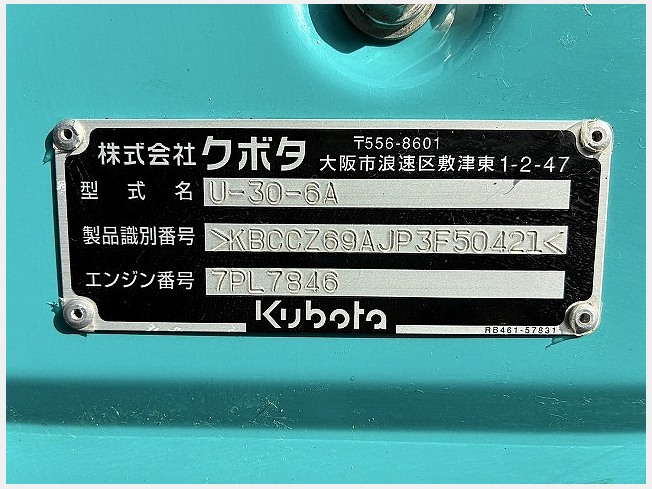 株式会社クボタ 〒556-8601
大阪市浪速区敷津東1-2-47
型式名 U-30-6A
製品識別番号 >KBCCZ69AJP3F50421<
エンジン番号 7PL7846
Kubota
RB461-57831